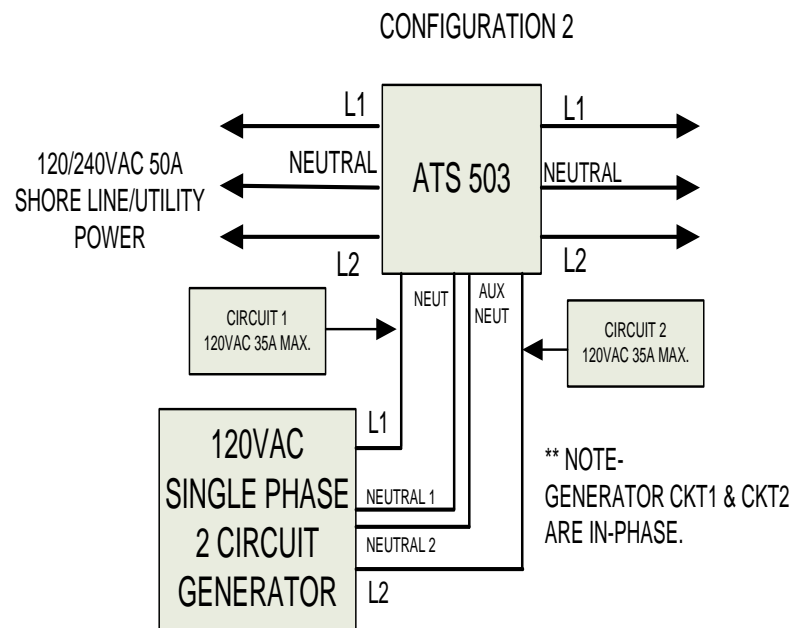 CONFIGURATION 2
L1
L1
120/240VAC 50A
SHORE LINE/UTILITY
POWER
NEUTRAL
ATS 503
NEUTRAL
L2
L2
NEUT
AUX
NEUT
CIRCUIT 1
120VAC 35A MAX.
CIRCUIT 2
120VAC 35A MAX.
L1
120VAC
SINGLE PHASE
2 CIRCUIT
GENERATOR
NEUTRAL 1
NEUTRAL 2
L2
** NOTE-
GENERATOR CKT1 & CKT2
ARE IN-PHASE.